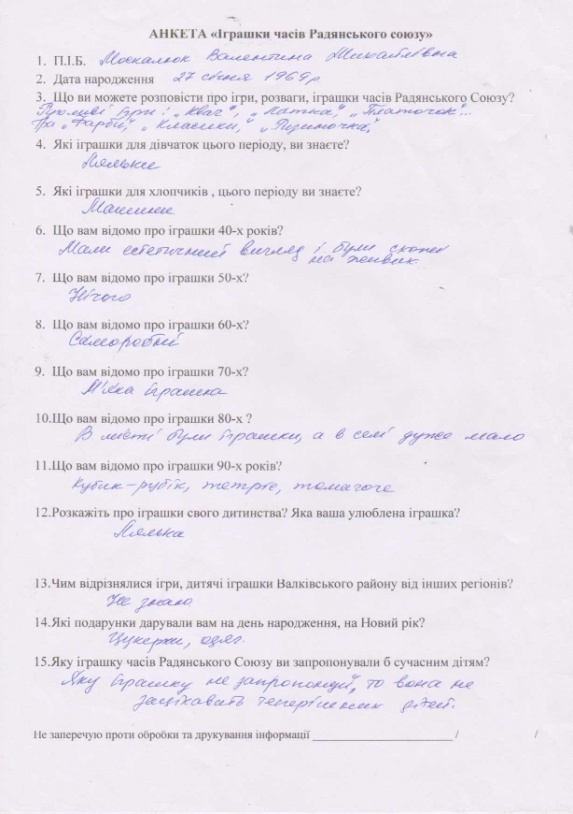 АНКЕТА «Іграшки часів Радянського союзу»
1. П.І.Б. Москалюк Валентина Михайлівна
2. Дата народження 27 січня 1969р
3. Що ви можете розповісти про ігри, розваги, іграшки часів Радянського Союзу?
ігри: „Квач", „Платочок"...
„Фарби", „Класики", „Резиночка"
4. Які іграшки для дівчаток цього періоду, ви знаєте?
Ляльки
5. Які іграшки для хлопчиків , цього періоду ви знаєте?
Машинки
6. Що вам відомо про іграшки 40-х років?
Мали естетичний вигляд і були схожі
на
7. Що вам відомо про іграшки 50-х?
Нічого
8. Що вам відомо про іграшки 60-х?
Саморобні
9. Що вам відомо про іграшки 70-х?
М'яка іграшка
10.Що вам відомо про іграшки 80-х ?
В місті були іграшки, а в селі дуже мало
11.Що вам відомо про іграшки 90-х років?
Кубик-рубік, тетріс, томагочі
12.Розкажіть про іграшки свого дитинства? Яка ваша улюблена іграшка?
Лялька
13.Чим відрізнялися ігри, дитячі іграшки Валківського району від інших регіонів?
Не знаю
14.Які подарунки дарували вам на день народження, на Новий рік?
Цукерки, одяг.
15.Яку іграшку часів Радянського Союзу ви запропонували б сучасним дітям?
Яку іграшку не запропонуй, то вона не
зацікавить теперішніх дітей.
Не заперечую проти обробки та друкування інформації ____________________ / /